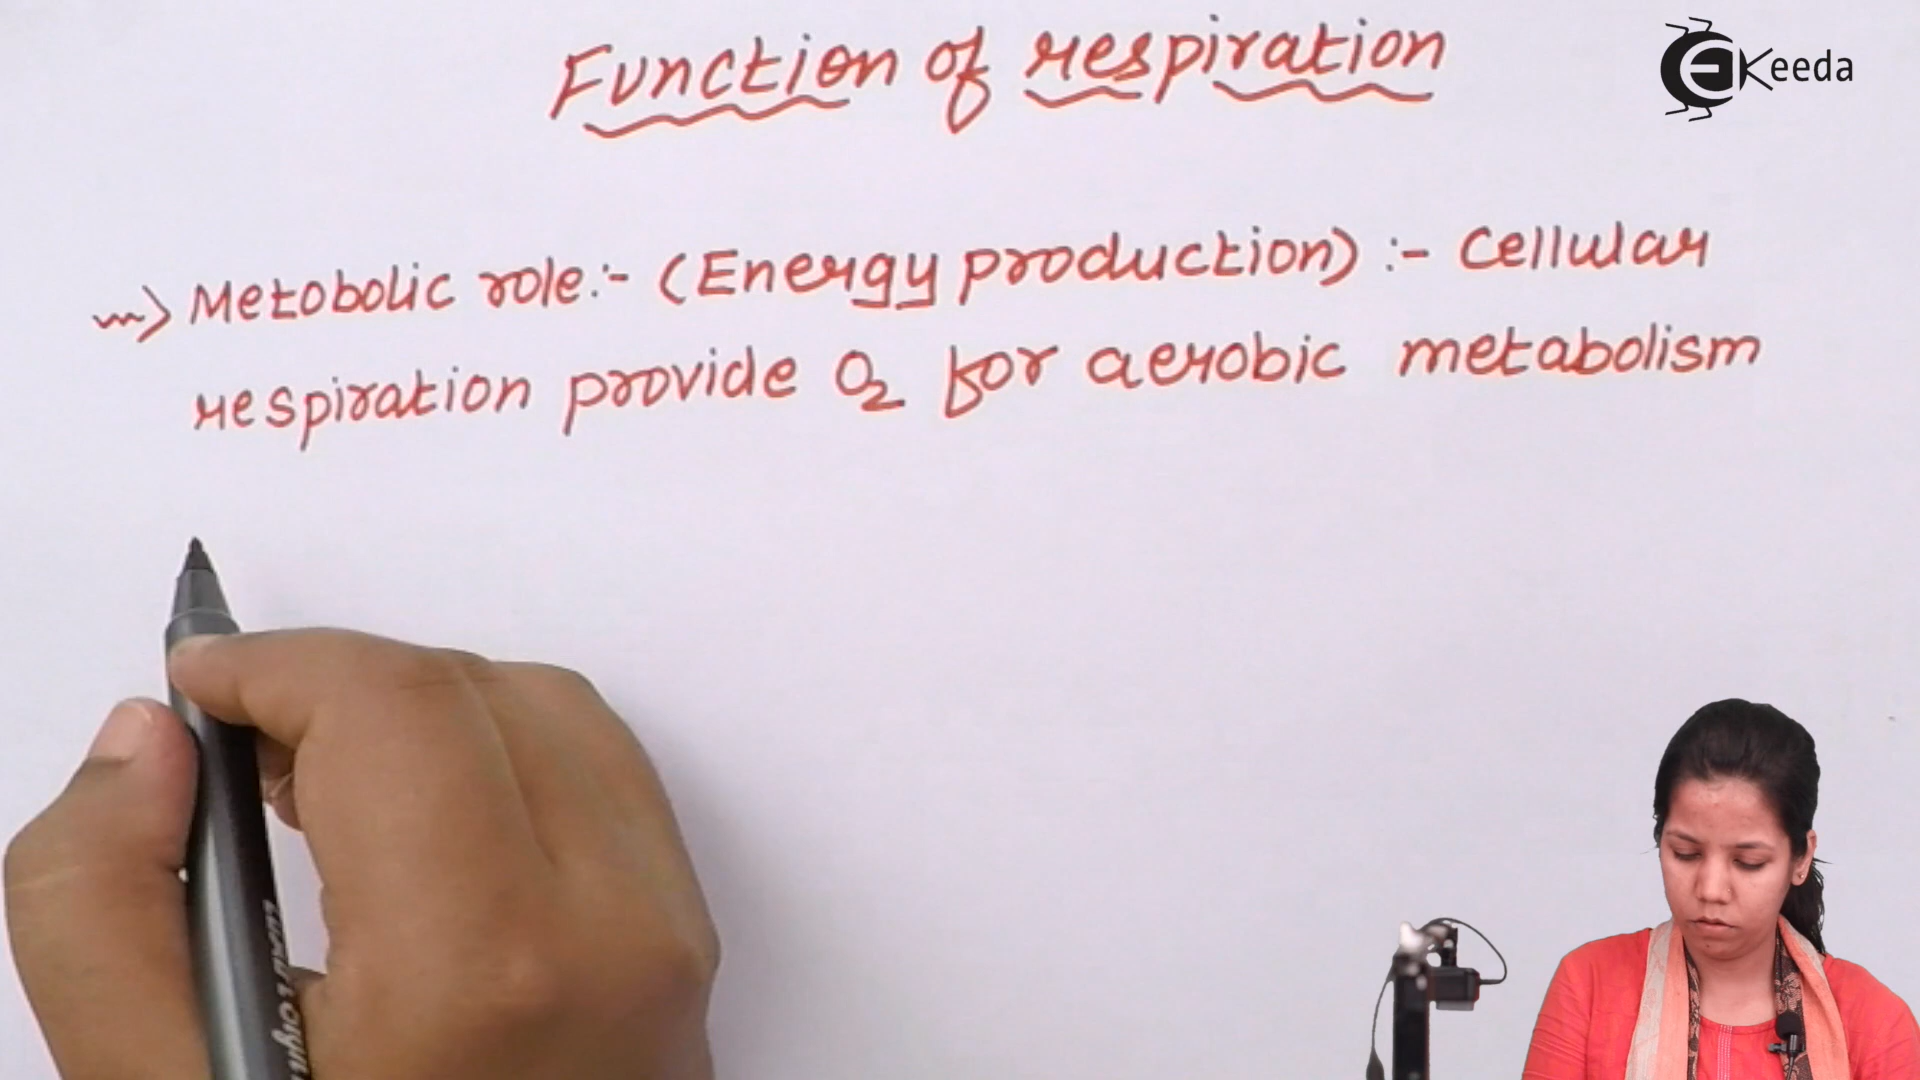 Function of respiration
EKeeda
Metobolic role:- (Energy production) :- Cellular
respiration provide O₂ for aerobic metabolism